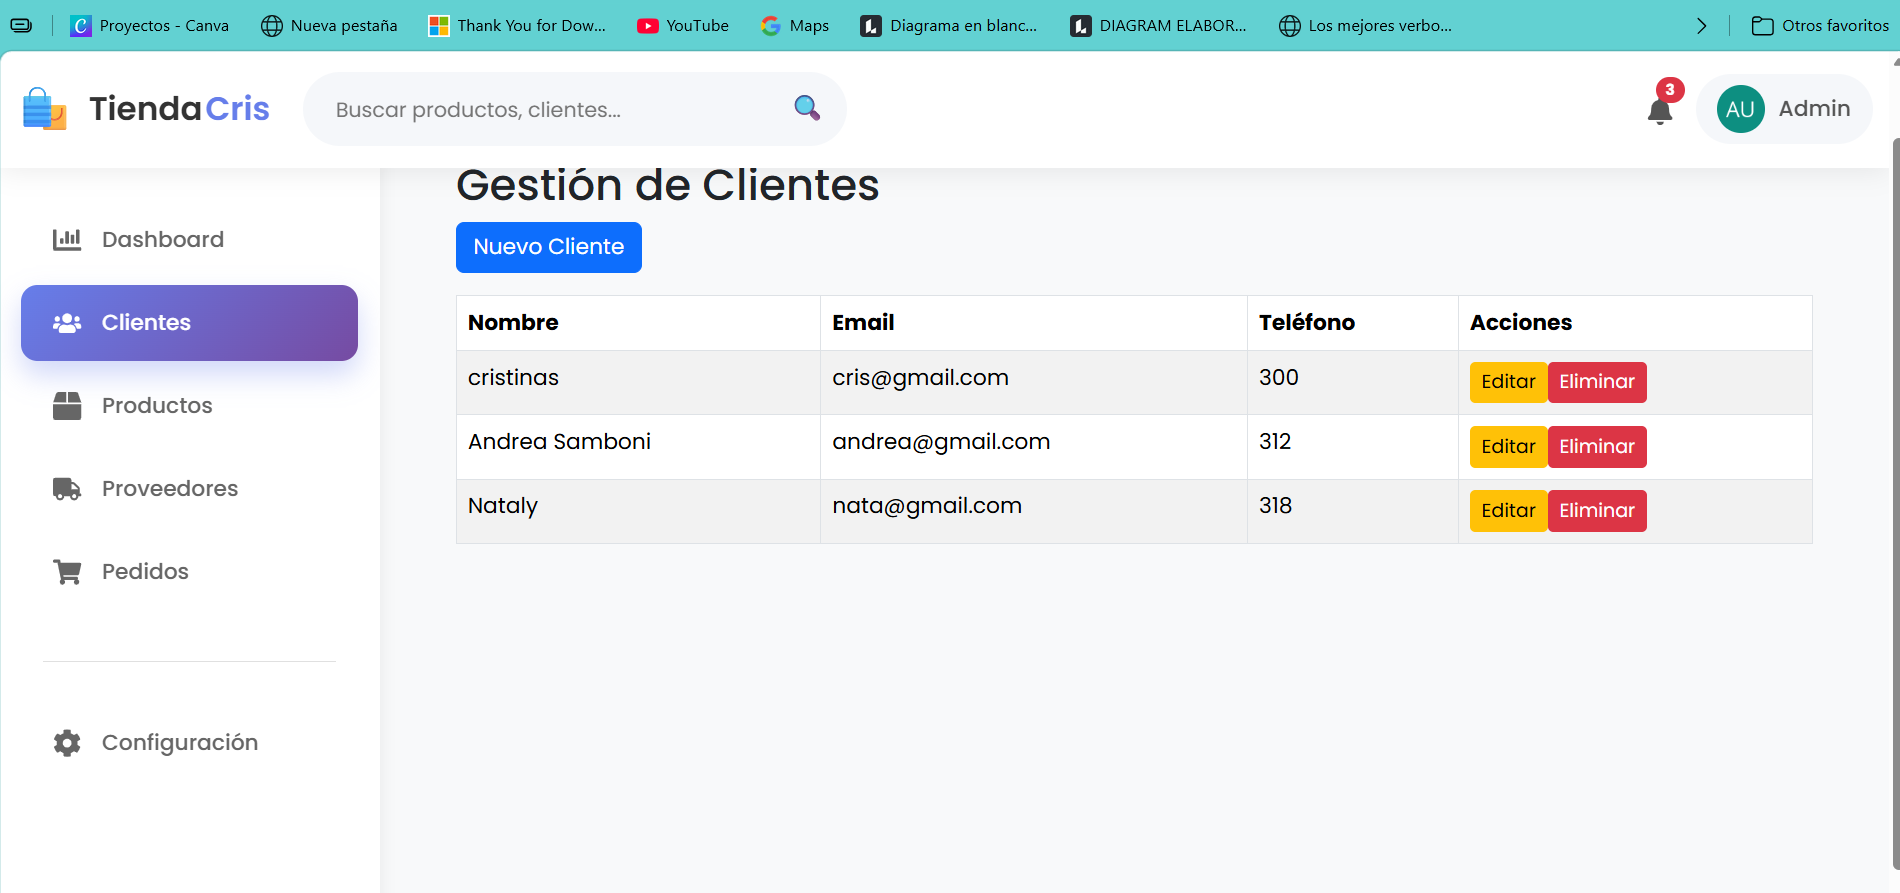 Proyectos - Canva Nueva pestaña Thank You for Dow... YouTube Maps Diagrama en blanc... DIAGRAM ELABOR... Los mejores verbo... Otros favoritos
TiendaCris Buscar productos, clientes... 3 AU Admin
Gestión de Clientes
Nuevo Cliente
Dashboard
Clientes
Productos
Proveedores
Pedidos
Configuración
Nombre Email Teléfono Acciones
cristinas cris@gmail.com 300 Editar Eliminar
Andrea Samboni andrea@gmail.com 312 Editar Eliminar
Nataly nata@gmail.com 318 Editar Eliminar